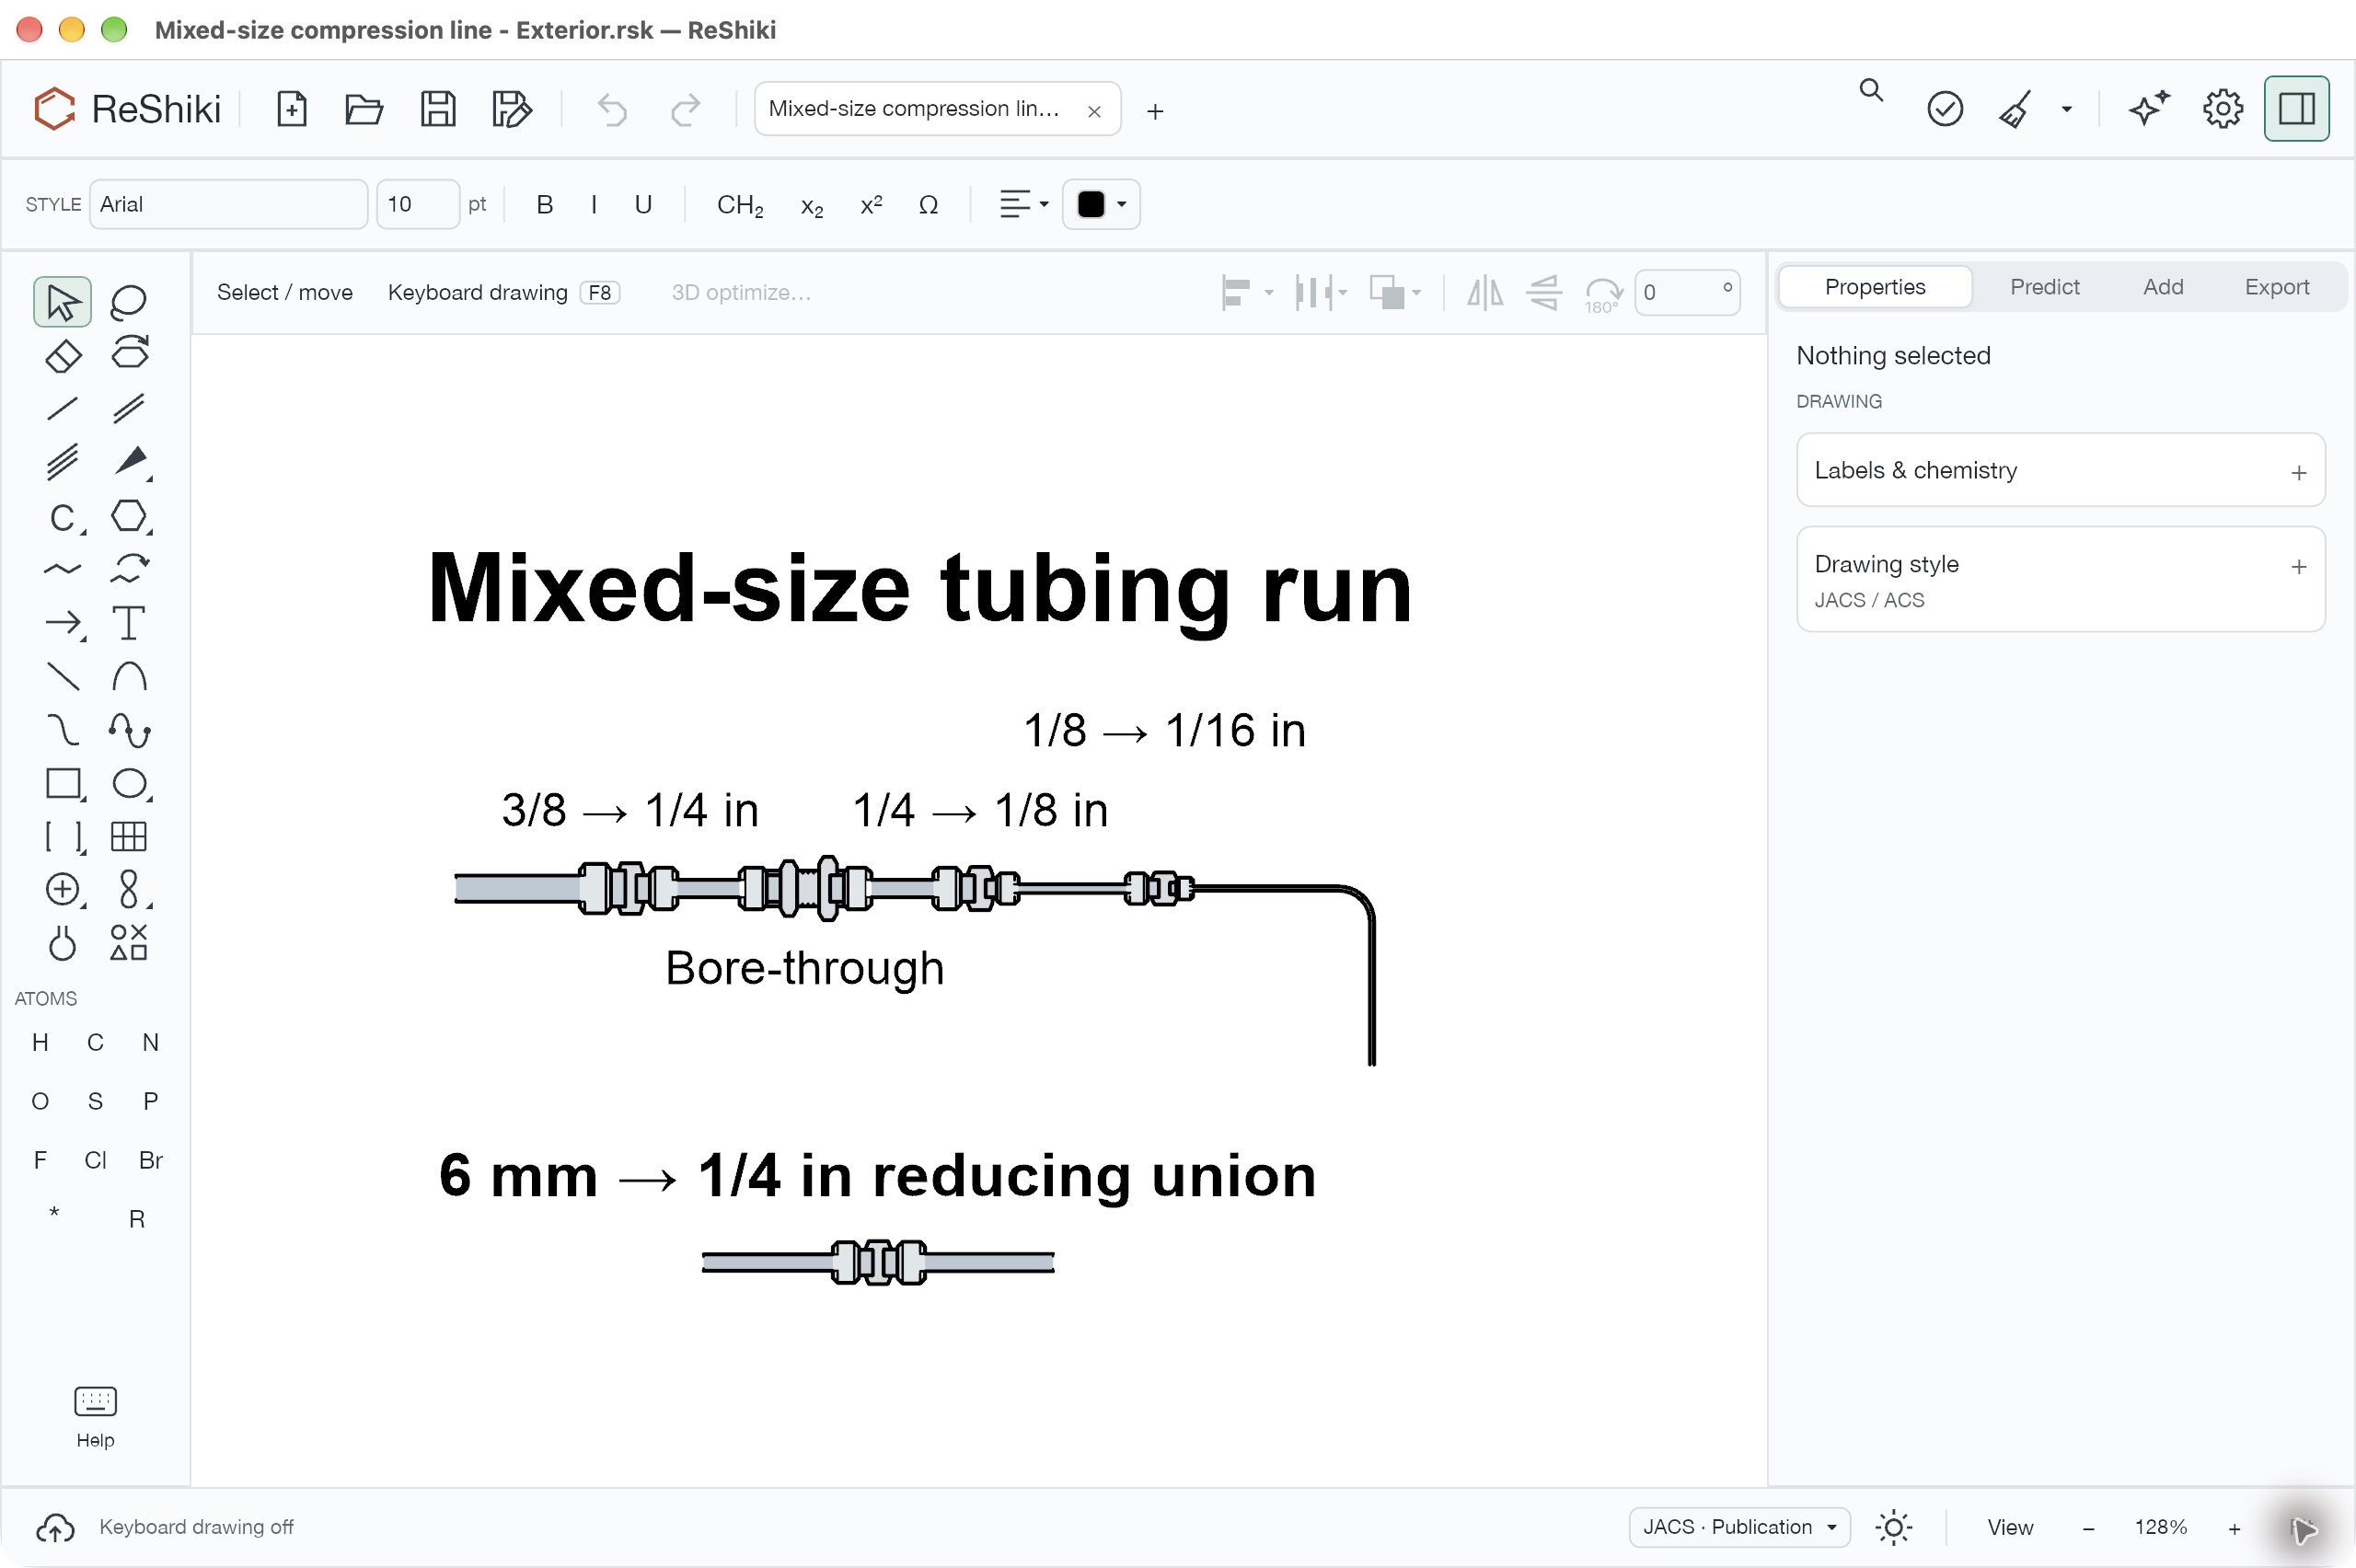 Mixed-size compression line - Exterior.rsk — ReShiki
ReShiki
Mixed-size compression lin... × +
STYLE Arial 10 pt B I U CH₂ x₂ x² Ω
Select / move Keyboard drawing F8 3D optimize... 180° 0 °
Properties Predict Add Export
Nothing selected
DRAWING
Labels & chemistry +
Drawing style +
JACS / ACS
C
T
Mixed-size tubing run
1/8 → 1/16 in
3/8 → 1/4 in 1/4 → 1/8 in
Bore-through
6 mm → 1/4 in reducing union
ATOMS
H C N
O S P
F Cl Br
* R
Help
Keyboard drawing off
JACS · Publication View − 128% +